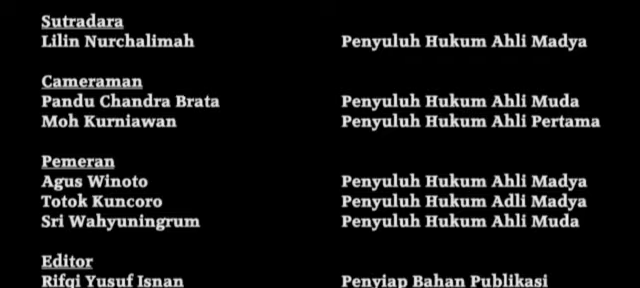 Sutradara
Lilin Nurchalimah Penyuluh Hukum Ahli Madya
Cameraman
Pandu Chandra Brata Penyuluh Hukum Ahli Muda
Moh Kurniawan Penyuluh Hukum Ahli Pertama
Pemeran
Agus Winoto Penyuluh Hukum Ahli Madya
Totok Kuncoro Penyuluh Hukum Adli Madya
Sri Wahyuningrum Penyuluh Hukum Ahli Muda
Editor
Rifqi Yusuf Isnan Penyiap Bahan Publikasi